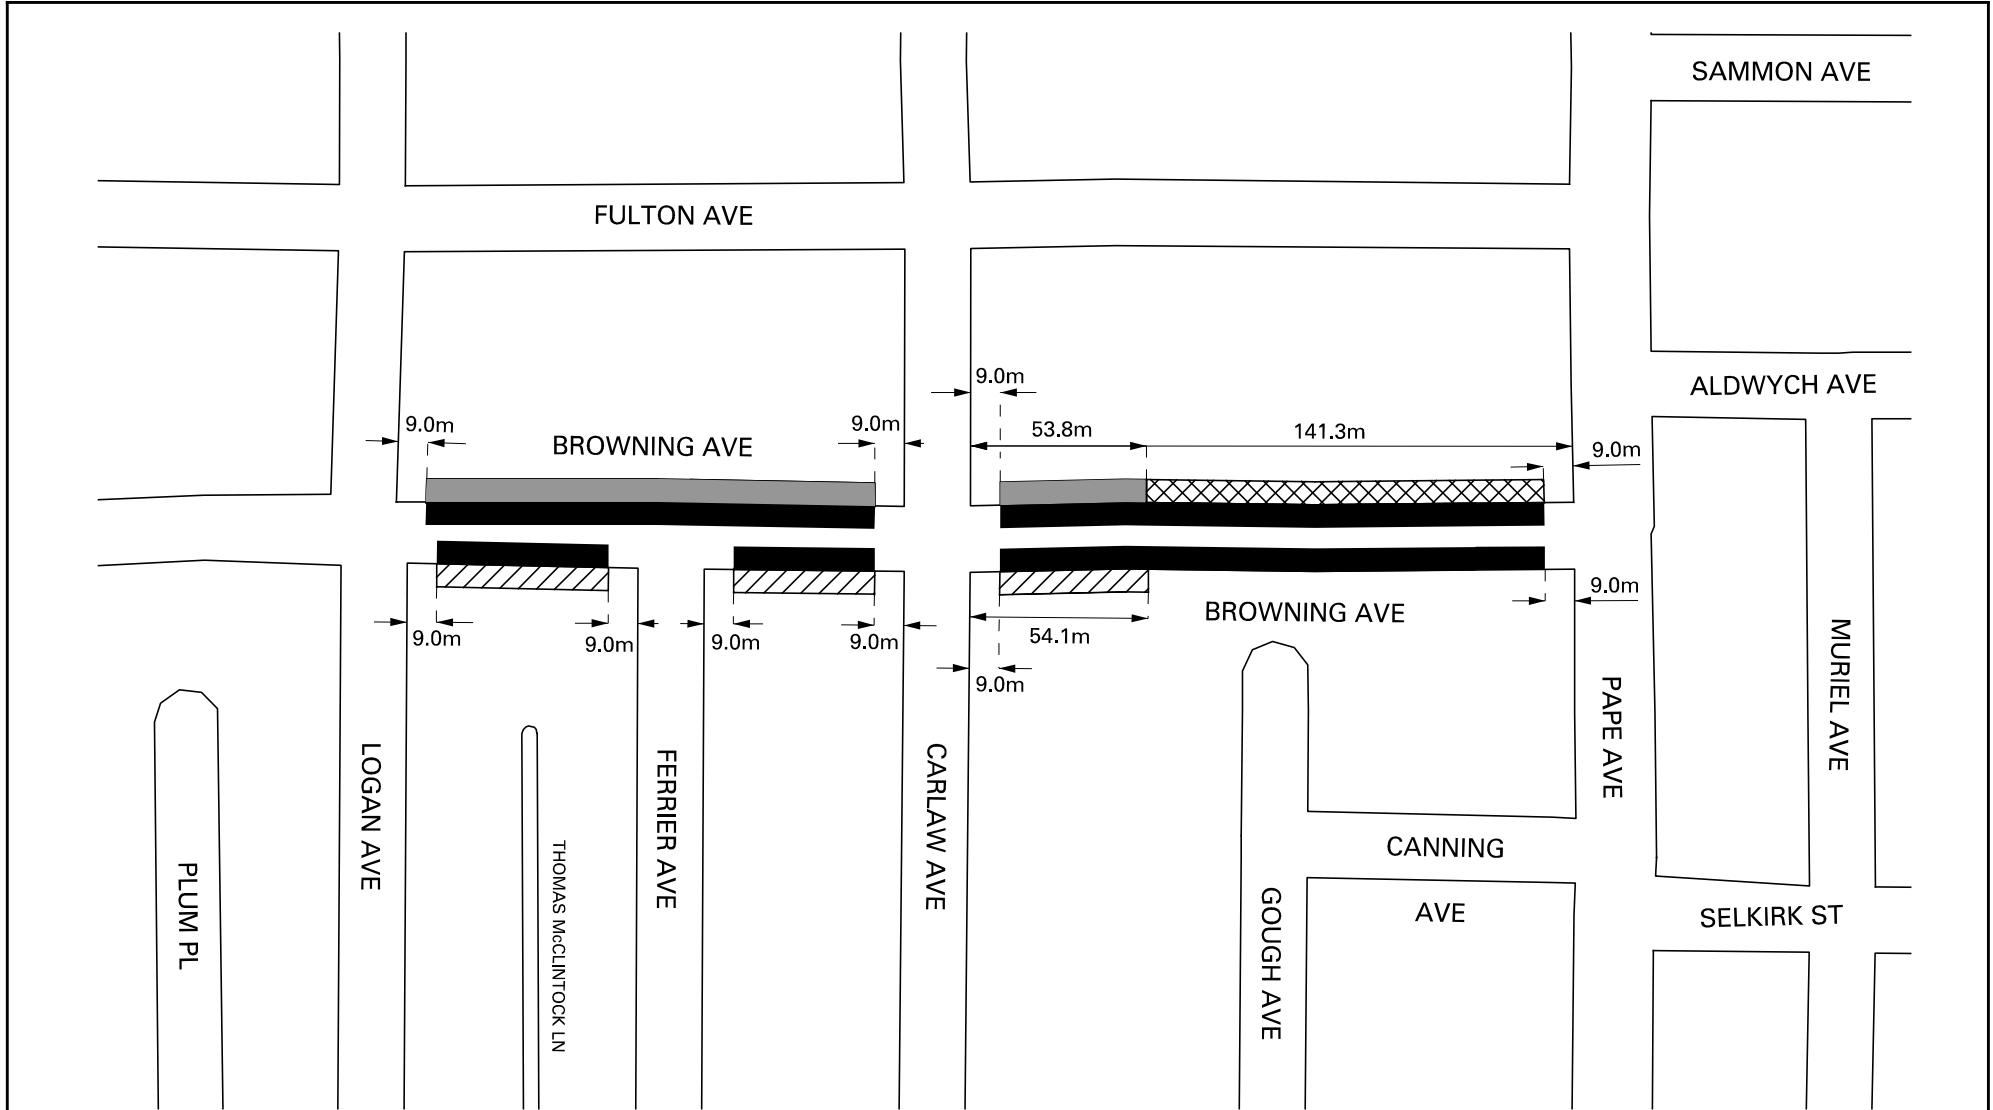 SAMMON AVE
FULTON AVE
9.0m
ALDWYCH AVE
9.0m
BROWNING AVE
9.0m
53.8m
141.3m
9.0m
9.0m
BROWNING AVE
9.0m
9.0m
9.0m
9.0m
54.1m
9.0m
PLUM PL
LOGAN AVE
THOMAS McCLINTOCK LN
FERRIER AVE
CARLAW AVE
GOUGH AVE
CANNING
AVE
PAPE AVE
MURIEL AVE
SELKIRK ST